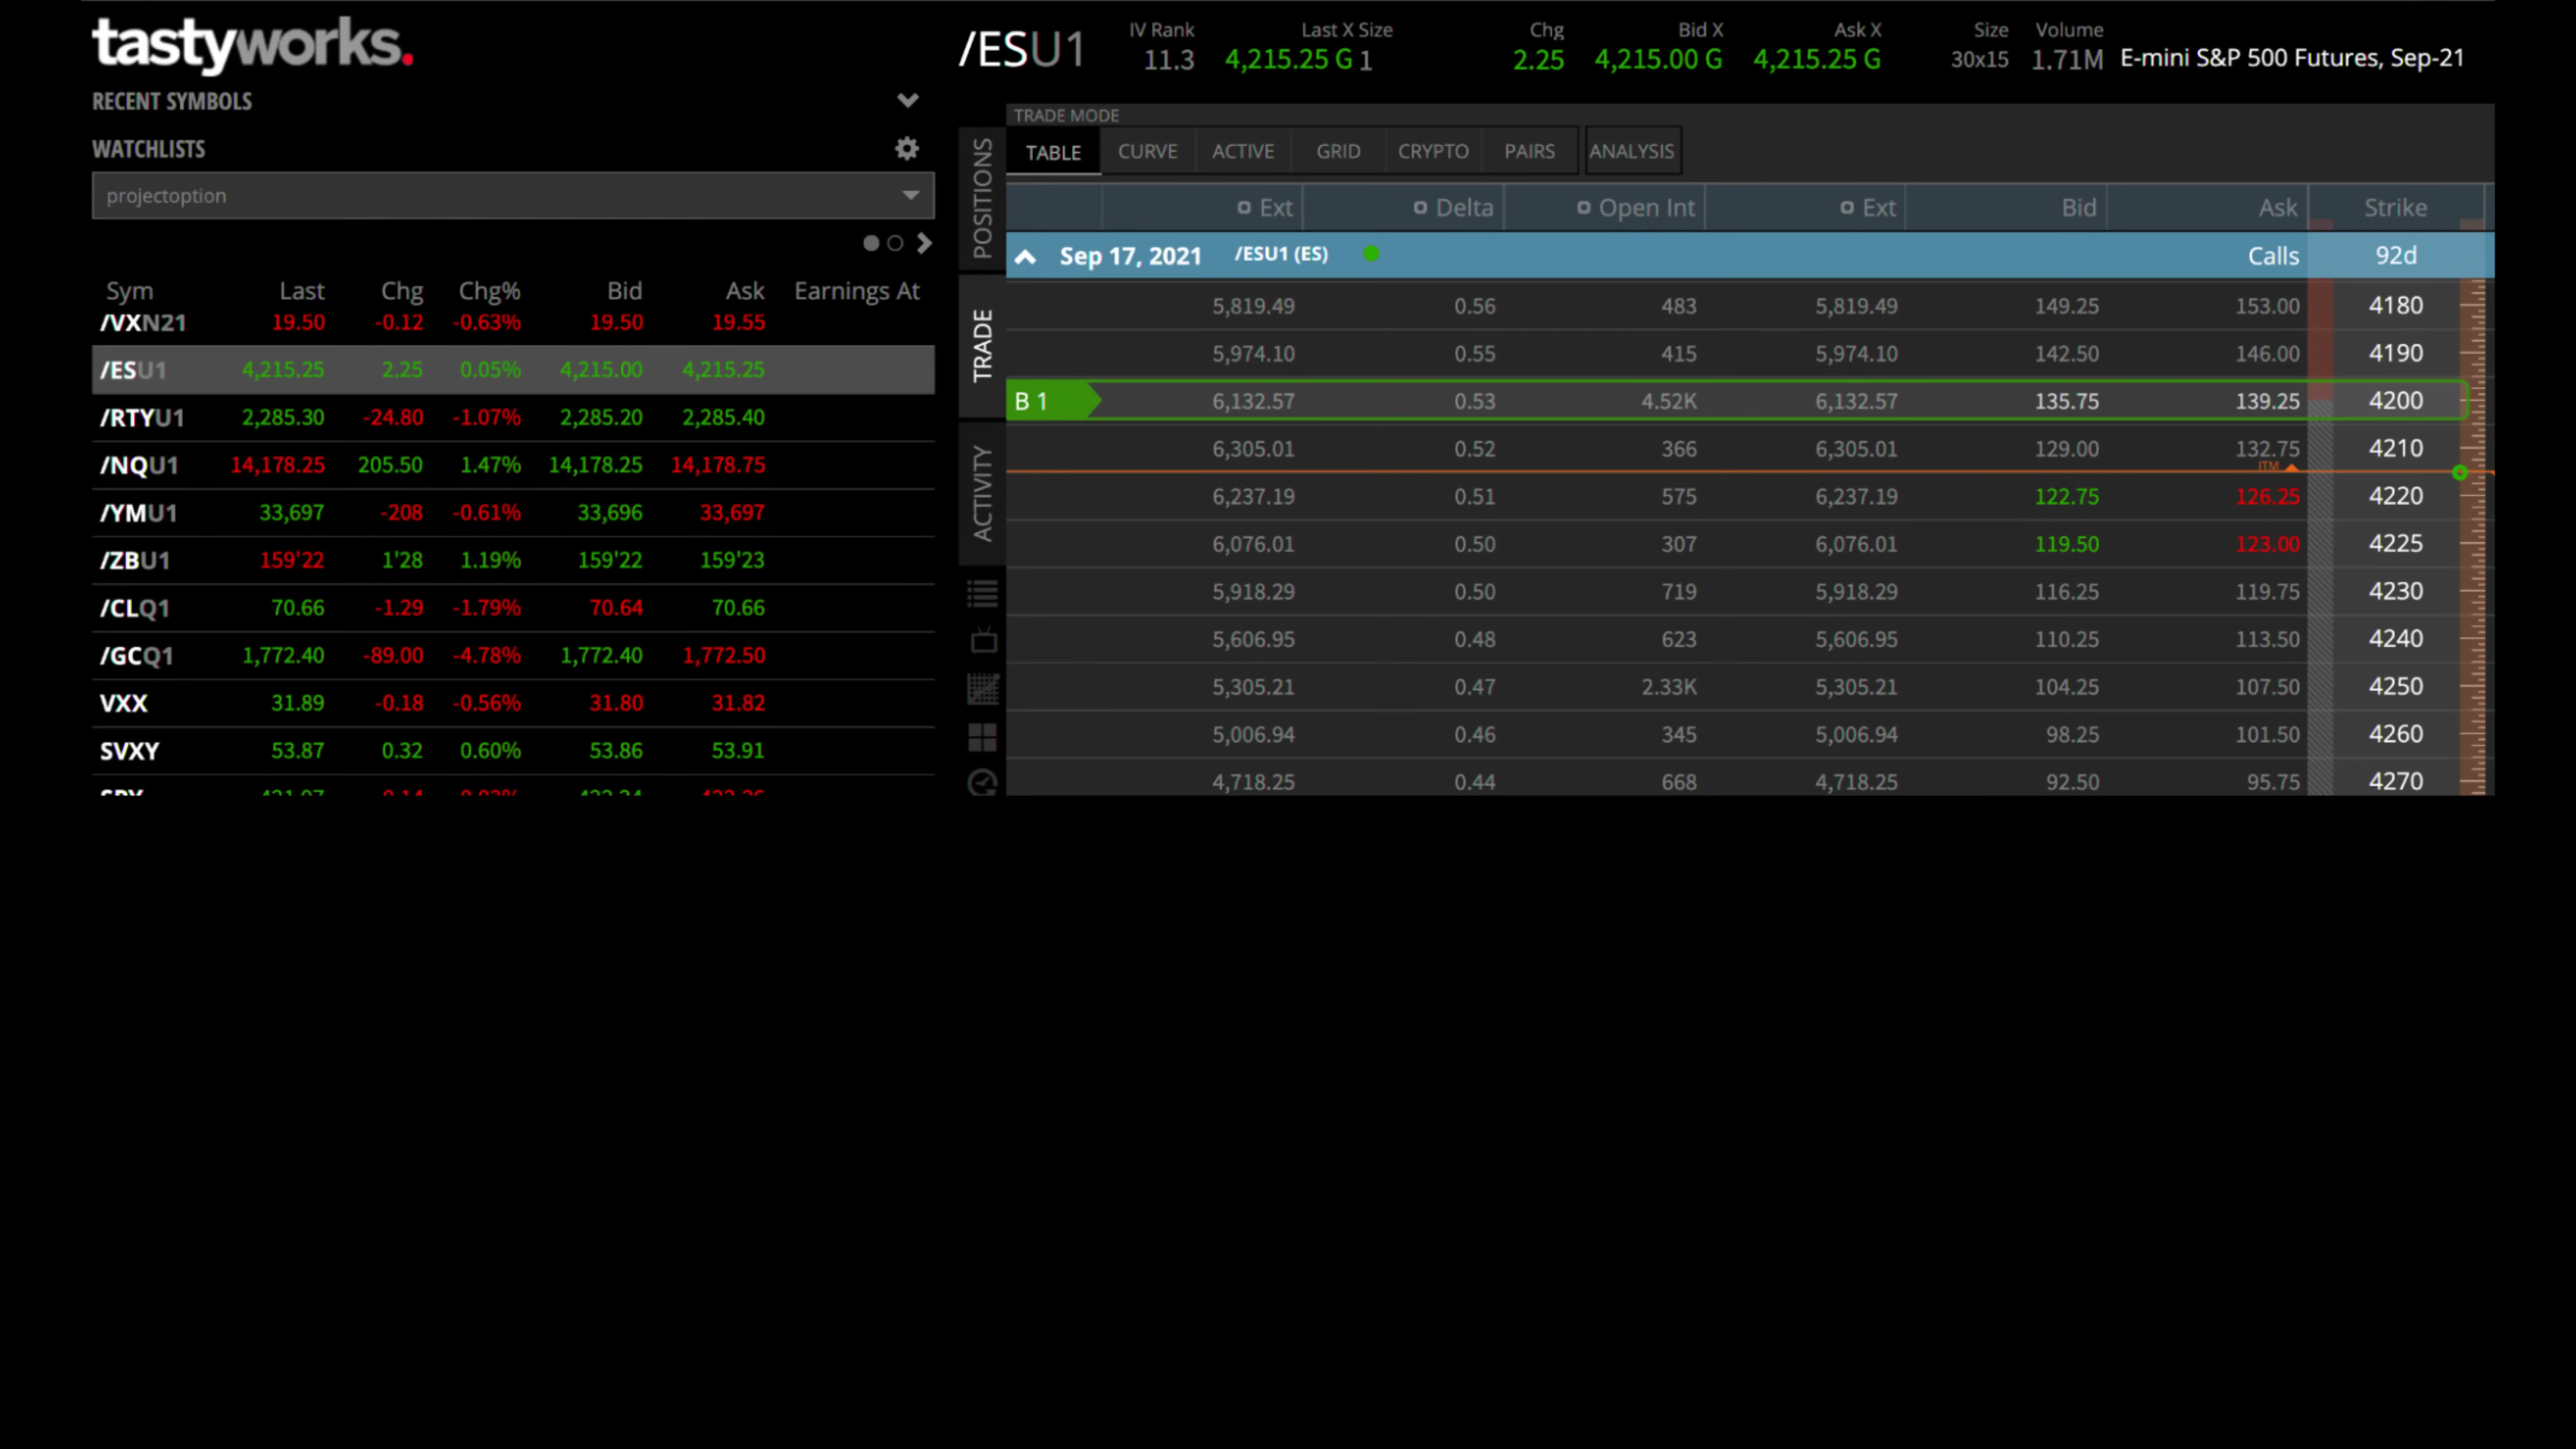 tastyworks.
RECENT SYMBOLS
WATCHLISTS
projectoption
Sym Last Chg Chg% Bid Ask Earnings At
/VXN21 19.50 -0.12 -0.63% 19.50 19.55
/ESU1 4,215.25 2.25 0.05% 4,215.00 4,215.25
/RTYU1 2,285.30 -24.80 -1.07% 2,285.20 2,285.40
/NQU1 14,178.25 205.50 1.47% 14,178.25 14,178.75
/YMU1 33,697 -208 -0.61% 33,696 33,697
/ZBU1 159'22 1'28 1.19% 159'22 159'23
/CLQ1 70.66 -1.29 -1.79% 70.64 70.66
/GCQ1 1,772.40 -89.00 -4.78% 1,772.40 1,772.50
VXX 31.89 -0.18 -0.56% 31.80 31.82
SVXY 53.87 0.32 0.60% 53.86 53.91
/ESU1
IV Rank Last X Size Chg Bid X Ask X Size Volume
11.3 4,215.25 G 1 2.25 4,215.00 G 4,215.25 G 30x15 1.71M E-mini S&P 500 Futures, Sep-21
POSITIONS
TRADE
ACTIVITY
TRADE MODE
TABLE CURVE ACTIVE GRID CRYPTO PAIRS ANALYSIS
Ext Delta Open Int Ext Bid Ask Strike
Sep 17, 2021 /ESU1 (ES) Calls 92d
5,819.49 0.56 483 5,819.49 149.25 153.00 4180
5,974.10 0.55 415 5,974.10 142.50 146.00 4190
B 1 6,132.57 0.53 4.52K 6,132.57 135.75 139.25 4200
6,305.01 0.52 366 6,305.01 129.00 132.75 4210
ITM
6,237.19 0.51 575 6,237.19 122.75 126.25 4220
6,076.01 0.50 307 6,076.01 119.50 123.00 4225
5,918.29 0.50 719 5,918.29 116.25 119.75 4230
5,606.95 0.48 623 5,606.95 110.25 113.50 4240
5,305.21 0.47 2.33K 5,305.21 104.25 107.50 4250
5,006.94 0.46 345 5,006.94 98.25 101.50 4260
4,718.25 0.44 668 4,718.25 92.50 95.75 4270